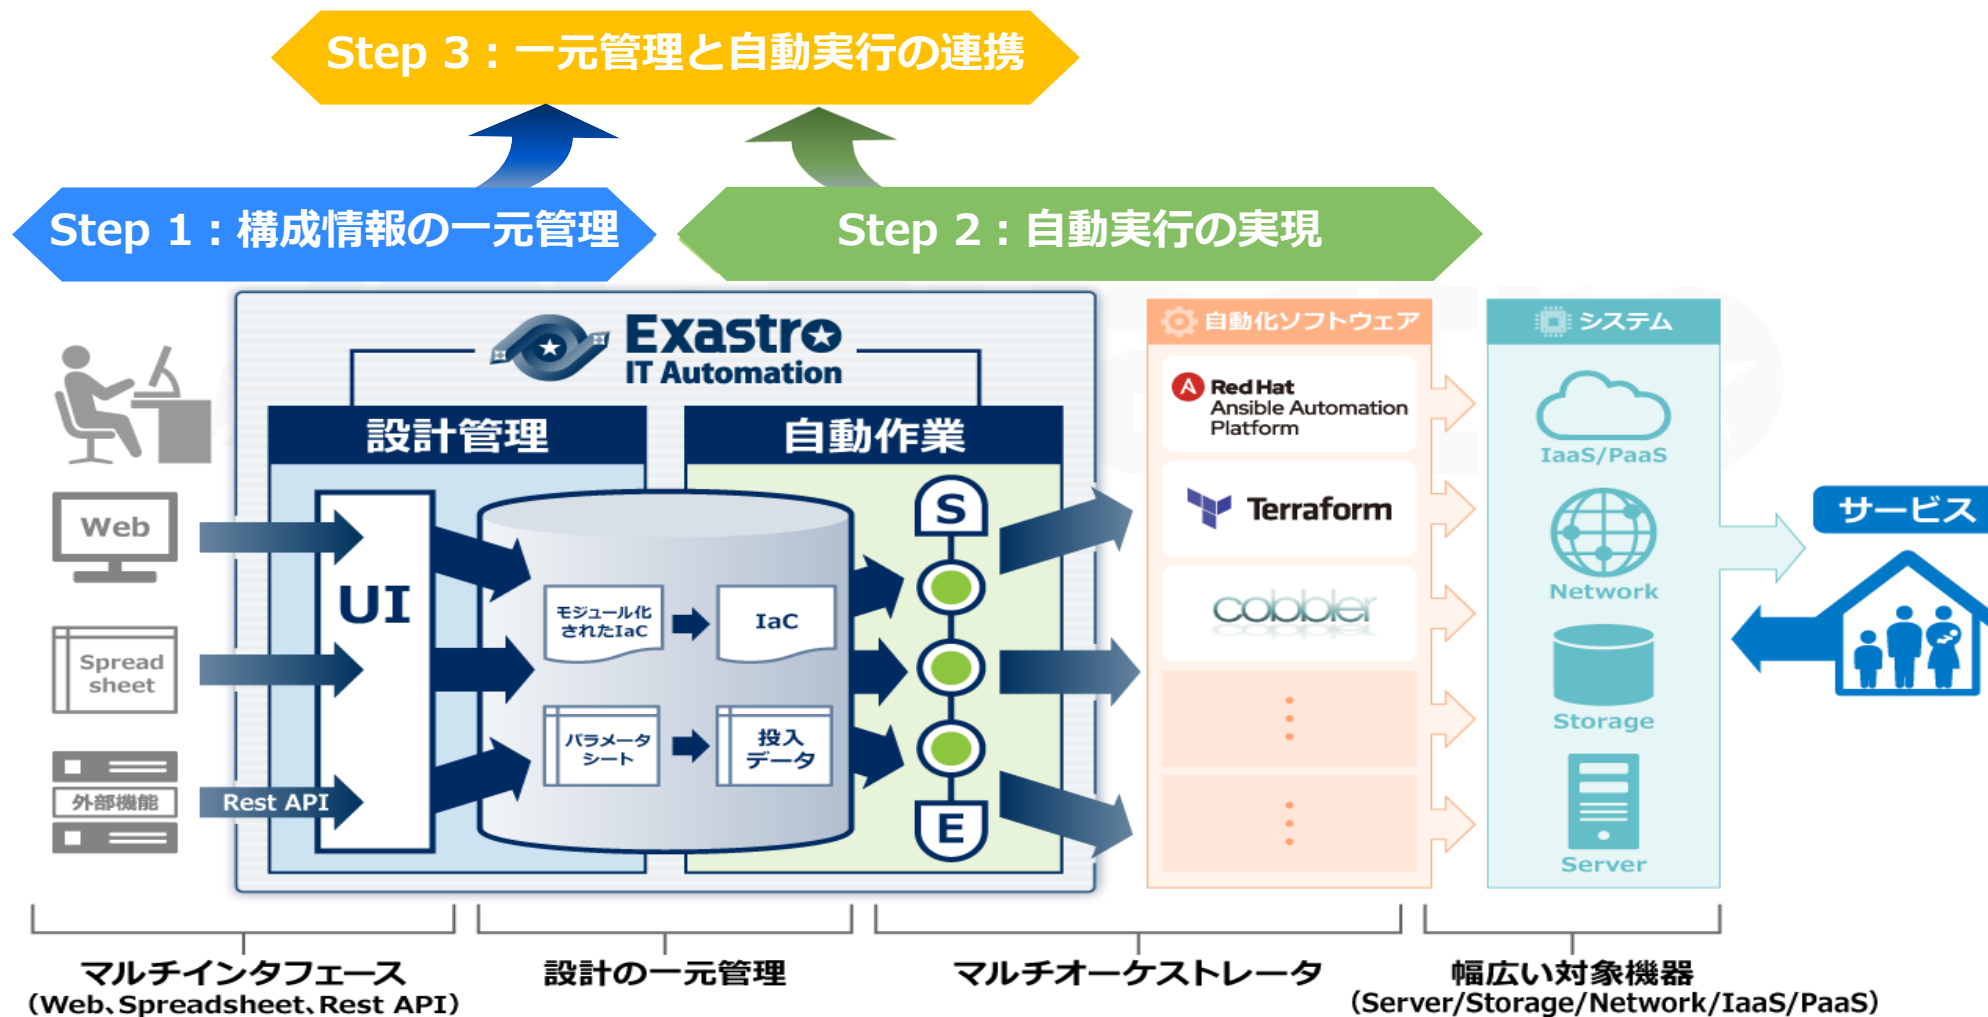 Step 3：一元管理と自動実行の連携
Step 1：構成情報の一元管理
Step 2：自動実行の実現
Exastro
IT Automation
設計管理
自動作業
Web
Spread
sheet
外部機能
Rest API
UI
モジュール化
されたIaC
IaC
パラメータ
シート
投入
データ
S
E
自動化ソフトウェア
Red Hat
Ansible Automation
Platform
Terraform
cobbler
システム
IaaS/PaaS
Network
Storage
Server
サービス
マルチインタフェース
（Web、Spreadsheet、Rest API）
設計の一元管理
マルチオーケストレータ
幅広い対象機器
（Server/Storage/Network/IaaS/PaaS）